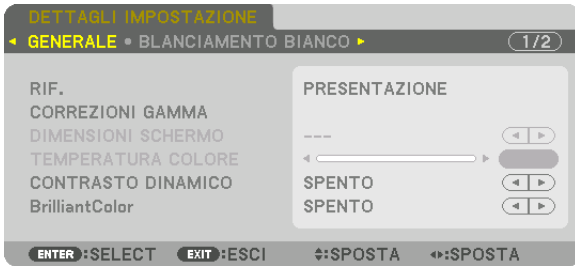 DETTAGLI IMPOSTAZIONE
GENERALE • BLANCIAMENTO BIANCO 1/2
RIF. PRESENTAZIONE
CORREZIONI GAMMA
DIMENSIONI SCHERMO ---
TEMPERATURA COLORE
CONTRASTO DINAMICO SPENTO
BrilliantColor SPENTO
ENTER :SELECT EXIT :ESCI :SPOSTA :SPOSTA